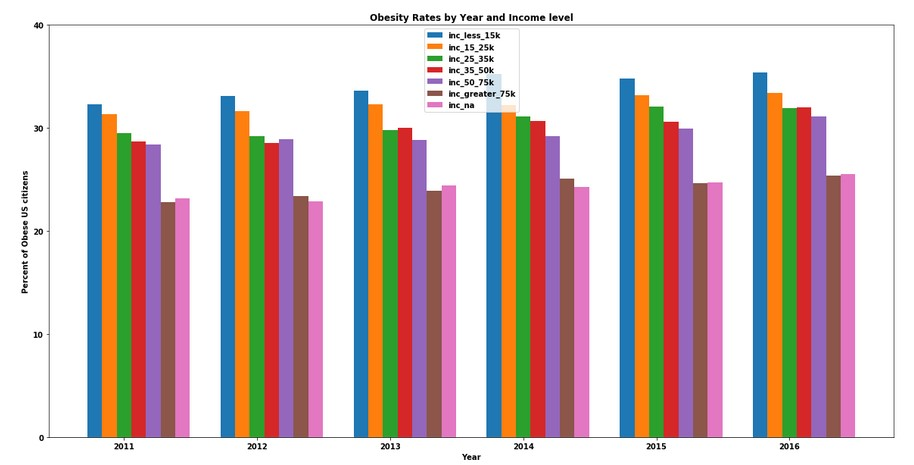 Obesity Rates by Year and Income level
40
30
20
10
0
Percent of Obese US citizens
inc_less_15k
inc_15_25k
inc_25_35k
inc_35_50k
inc_50_75k
inc_greater_75k
inc_na
2011 2012 2013 2014 2015 2016
Year